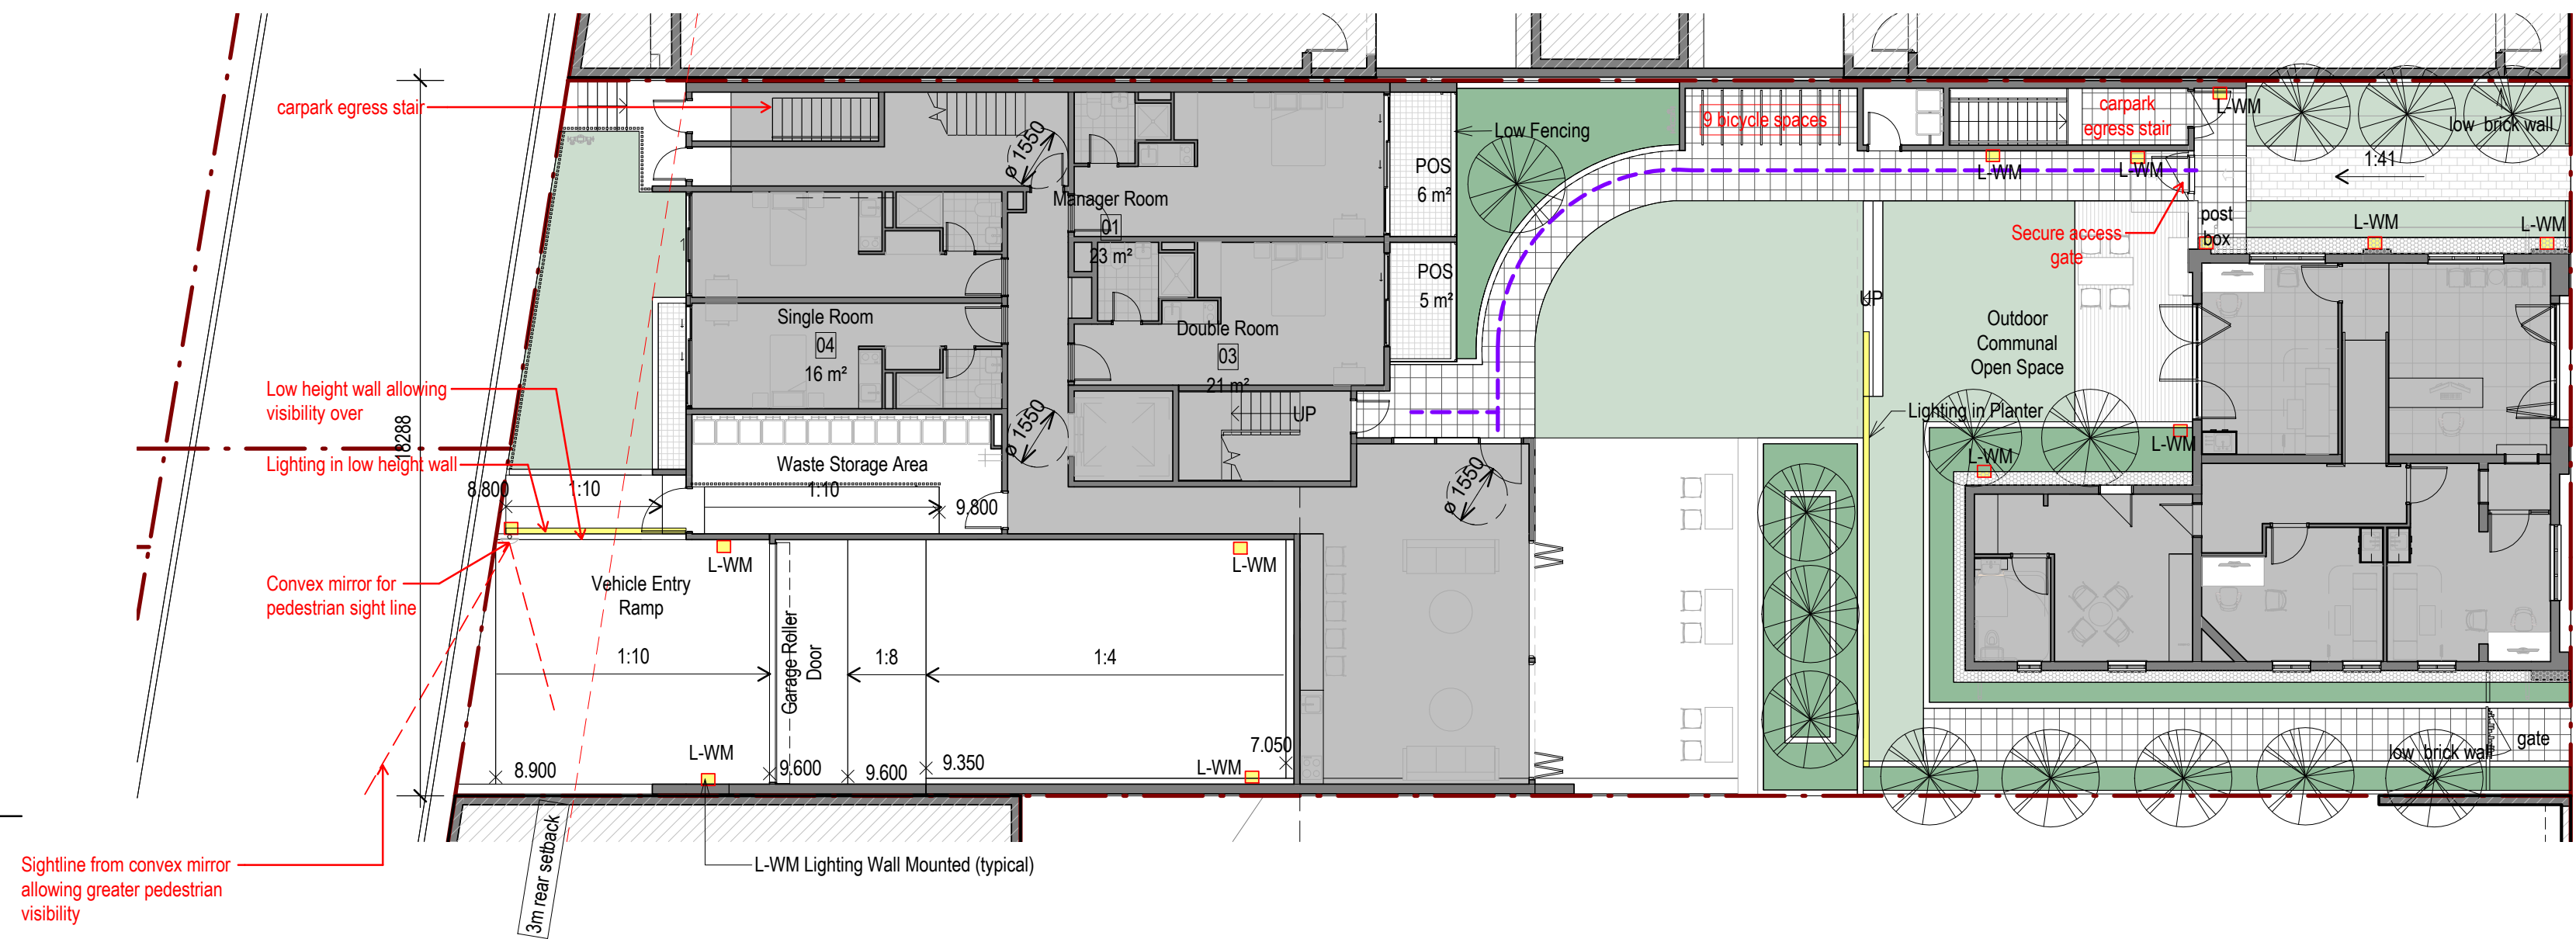 carpark egress stair
Low Fencing
9 bicycle spaces
carpark
egress stair
L-WM
low brick wall
1:41
ø 1550
POS
6 m²
L-WM
L-WM
Manager Room
01
23 m²
post
box
Secure access
gate
L-WM
L-WM
POS
5 m²
UP
Single Room
04
16 m²
Double Room
03
21 m²
Outdoor
Communal
Open Space
Low height wall allowing
visibility over
18288
ø 1550
UP
Lighting in Planter
Lighting in low height wall
Waste Storage Area
L-WM
L-WM
8.800
1:10
1:10
9.800
ø 1550
Convex mirror for
pedestrian sight line
Vehicle Entry
Ramp
L-WM
L-WM
Garage Roller
Door
1:10
1:8
1:4
L-WM
8.900
9.600
9.600
9.350
L-WM
7.050
low brick wall
gate
3m rear setback
Sightline from convex mirror
allowing greater pedestrian
visibility
L-WM Lighting Wall Mounted (typical)